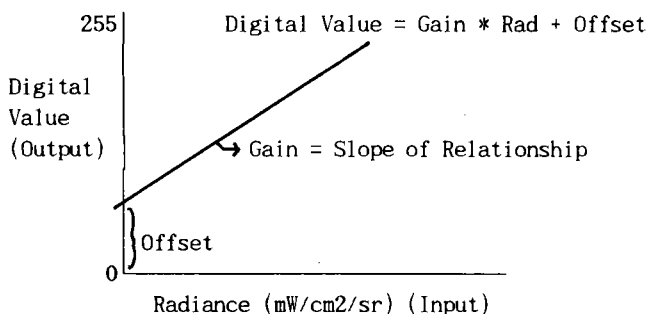 255
Digital Value = Gain * Rad + Offset
Digital
Value
(Output)
Gain = Slope of Relationship
Offset
0
Radiance (mW/cm2/sr) (Input)